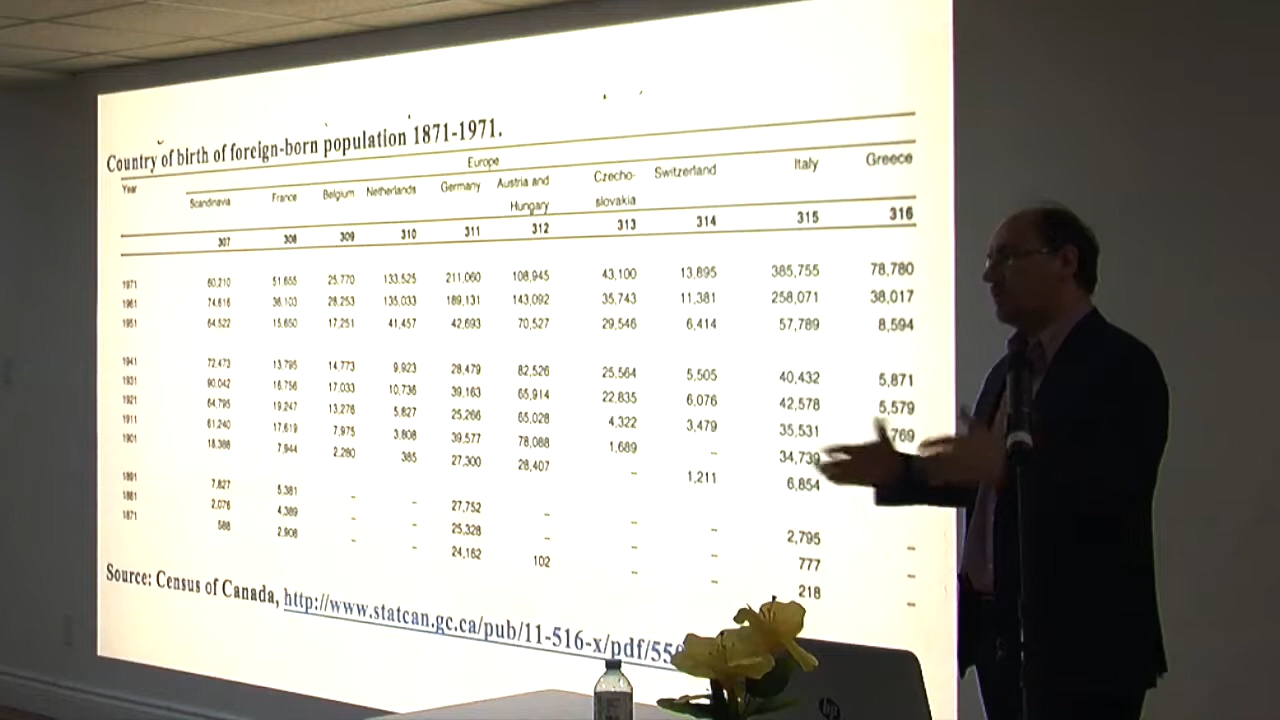 Country of birth of foreign-born population 1871-1971.
Year Europe
Scandinavia France Belgium Netherlands Germany Austria and Hungary Czecho-slovakia Switzerland Italy Greece
307 308 309 310 311 312 313 314 315 316
1971 60,210 51,655 25,770 133,525 211,060 108,945 43,100 13,895 385,755 78,780
1961 74,616 36,103 28,253 135,033 189,131 143,092 35,743 11,381 258,071 38,017
1951 64,522 15,650 17,251 41,457 42,693 70,527 29,546 6,414 57,789 8,594
1941 72,473 13,795 14,773 9,923 28,479 82,526 25,564 5,505 40,432 5,871
1931 90,042 16,756 17,033 10,736 39,163 65,914 22,835 6,076 42,578 5,579
1921 64,795 19,247 13,276 5,827 25,266 65,028 4,322 3,479 35,531 769
1911 61,240 17,619 7,975 3,808 39,577 78,088 1,689 – 34,739
1901 18,388 7,944 2,280 385 27,300 28,407 – 1,211 6,854
1891 7,827 5,381 – – 27,752 – – – 2,795 –
1881 2,076 4,389 – – 25,328 – – – 777 –
1871 588 2,908 – – 24,162 102 – – 218 –
Source: Census of Canada, http://www.statcan.gc.ca/pub/11-516-x/pdf/55
hp